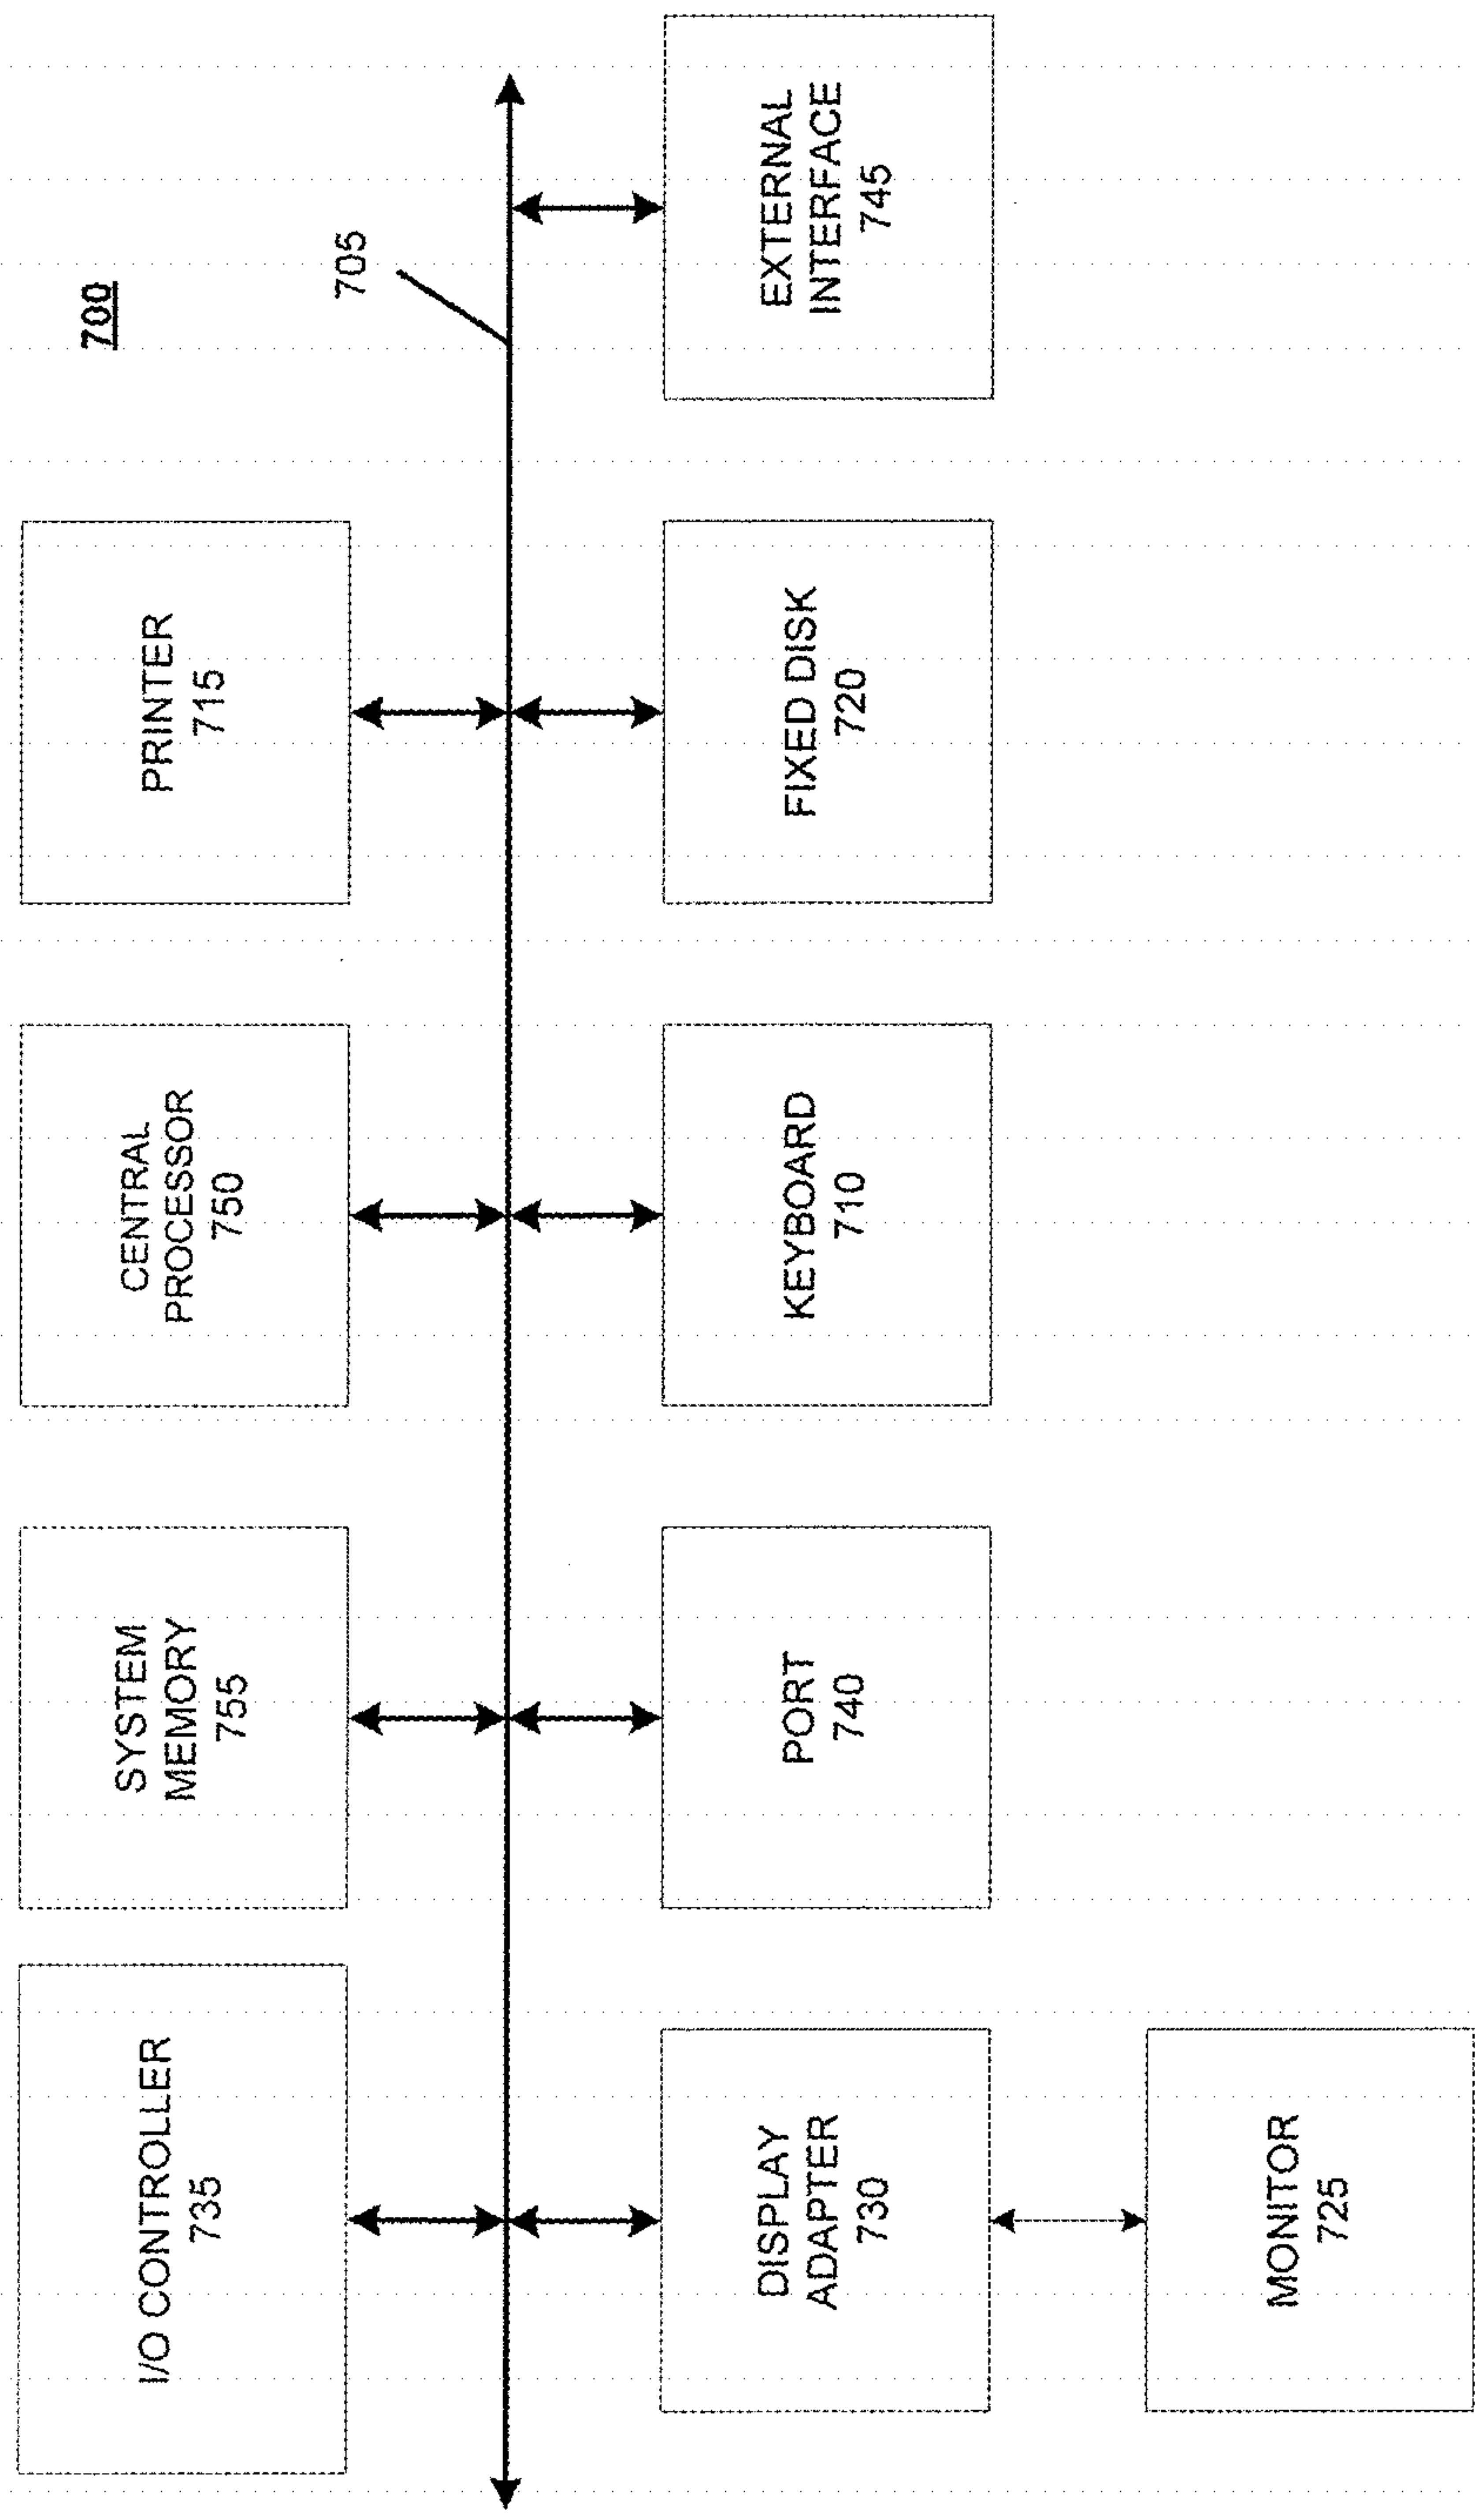 700
705
I/O CONTROLLER
735
SYSTEM
MEMORY
755
CENTRAL
PROCESSOR
750
PRINTER
715
DISPLAY
ADAPTER
730
PORT
740
KEYBOARD
710
FIXED DISK
720
EXTERNAL
INTERFACE
745
MONITOR
725